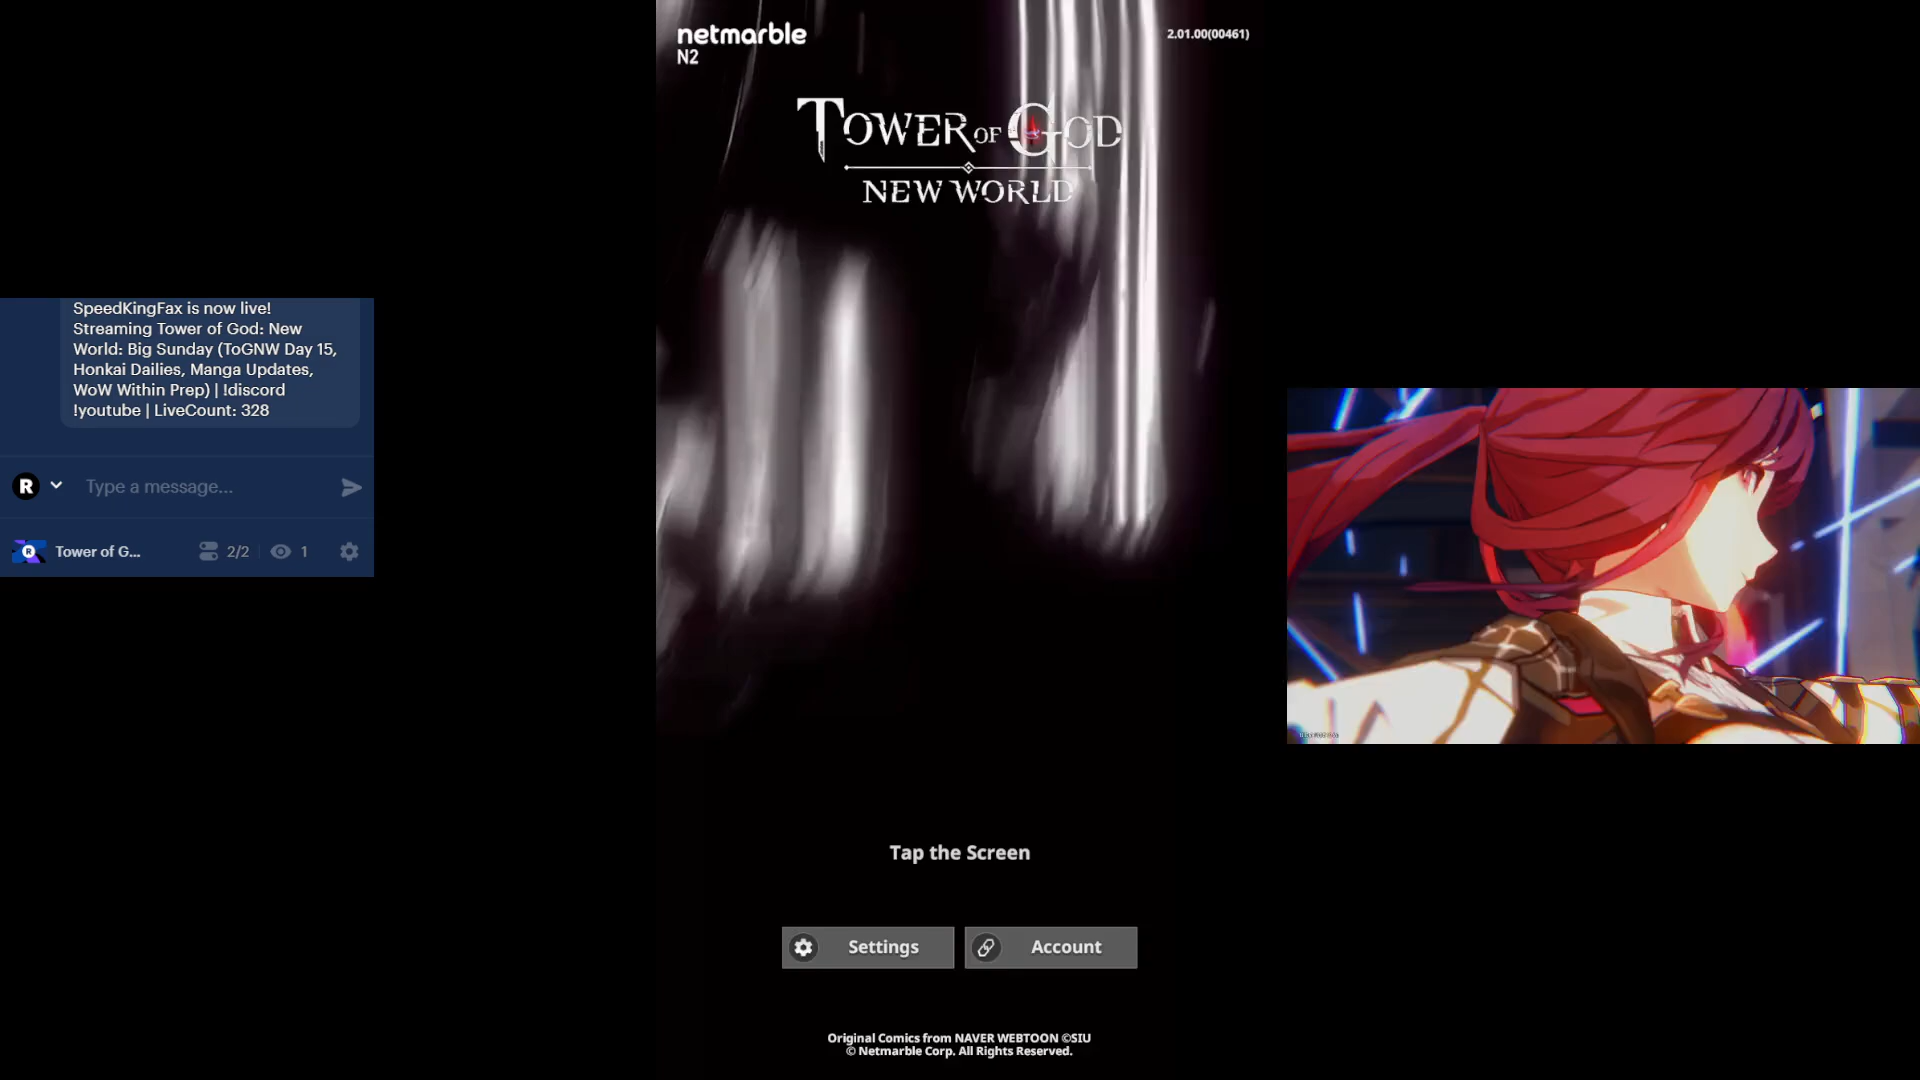 netmarble
N2
2.01.00(00461)
TOWER OF GOD
NEW WORLD
SpeedKingFax is now live!
Streaming Tower of God: New
World: Big Sunday (ToGNW Day 15,
Honkai Dailies, Manga Updates,
WoW Within Prep) | !discord
!youtube | LiveCount: 328
R
Type a message...
R
Tower of G...
2/2
1
Tap the Screen
Settings
Account
Original Comics from NAVER WEBTOON ©SIU
© Netmarble Corp. All Rights Reserved.